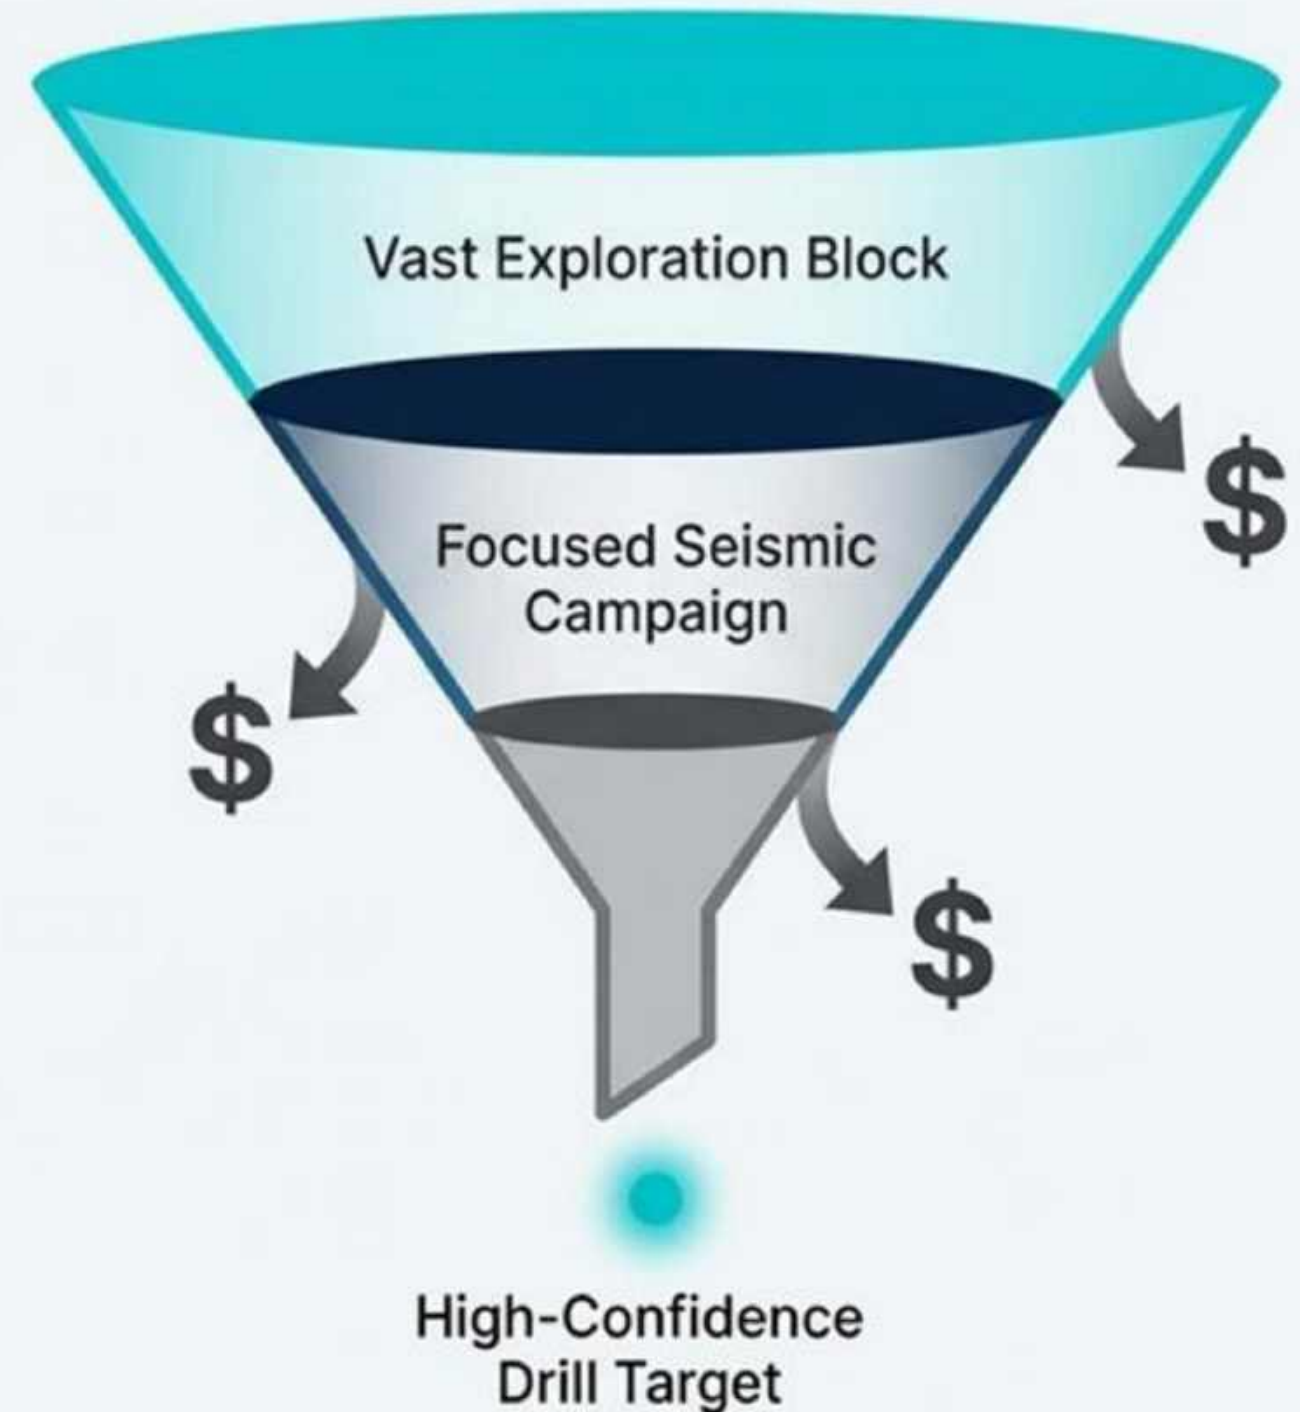 Vast Exploration Block
$
Focused Seismic
Campaign
$
$
High-Confidence
Drill Target